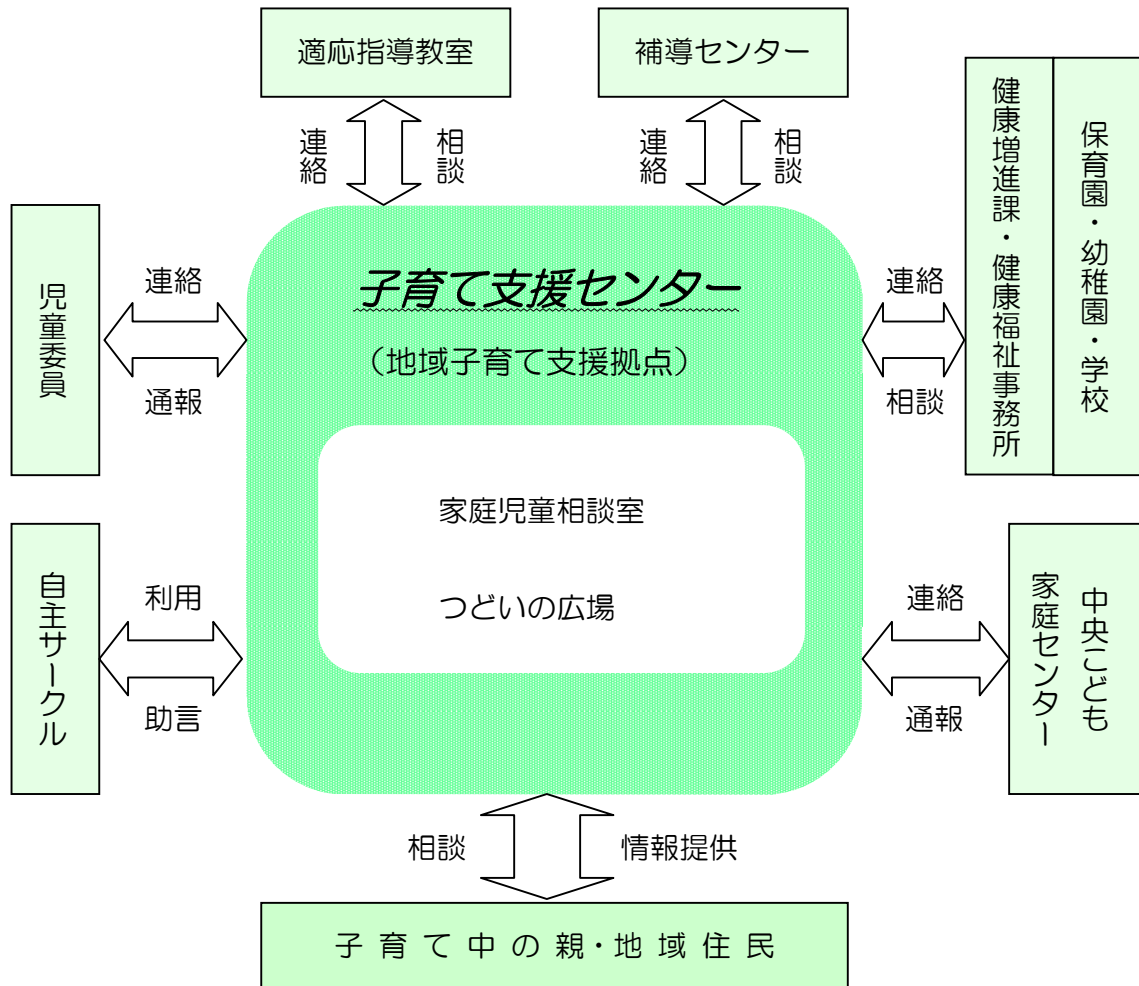 適応指導教室
補導センター
連絡
相談
連絡
相談
健康増進課・健康福祉事務所
保育園・幼稚園・学校
児童委員
連絡
通報
子育て支援センター
（地域子育て支援拠点）
連絡
相談
家庭児童相談室
つどいの広場
自主サークル
利用
助言
連絡
通報
中央こども
家庭センター
相談
情報提供
子育て中の親・地域住民